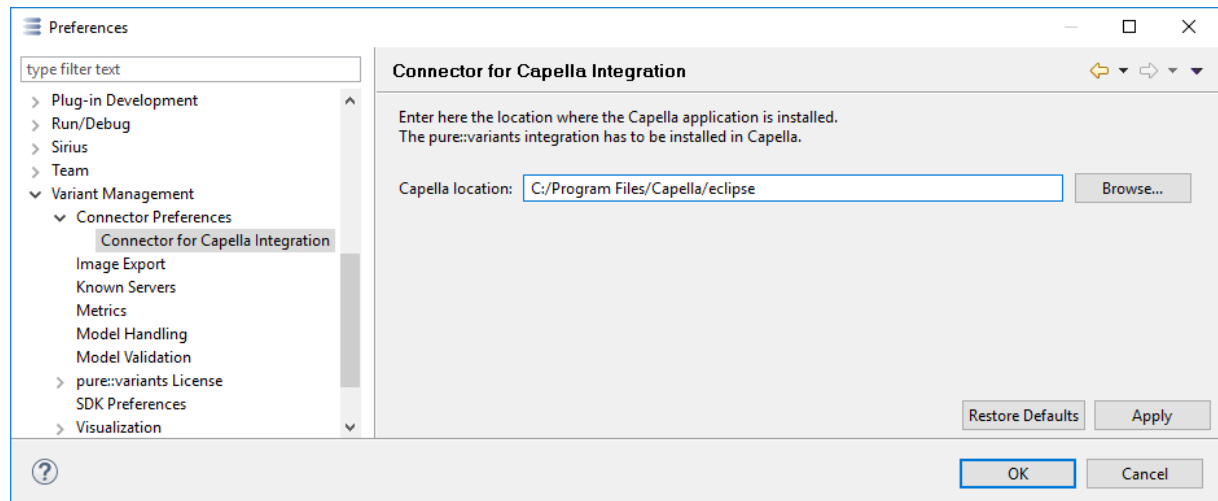 Preferences
type filter text
Plug-in Development
Run/Debug
Sirius
Team
Variant Management
Connector Preferences
Connector for Capella Integration
Image Export
Known Servers
Metrics
Model Handling
Model Validation
pure::variants License
SDK Preferences
Visualization
Connector for Capella Integration
Enter here the location where the Capella application is installed.
The pure::variants integration has to be installed in Capella.
Capella location: C:/Program Files/Capella/eclipse Browse...
Restore Defaults Apply
? OK Cancel